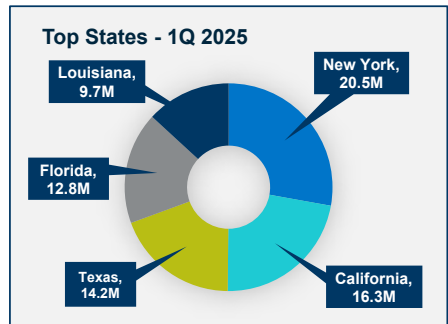 Top States - 1Q 2025
Louisiana,
9.7M
New York,
20.5M
Florida,
12.8M
Texas,
14.2M
California,
16.3M